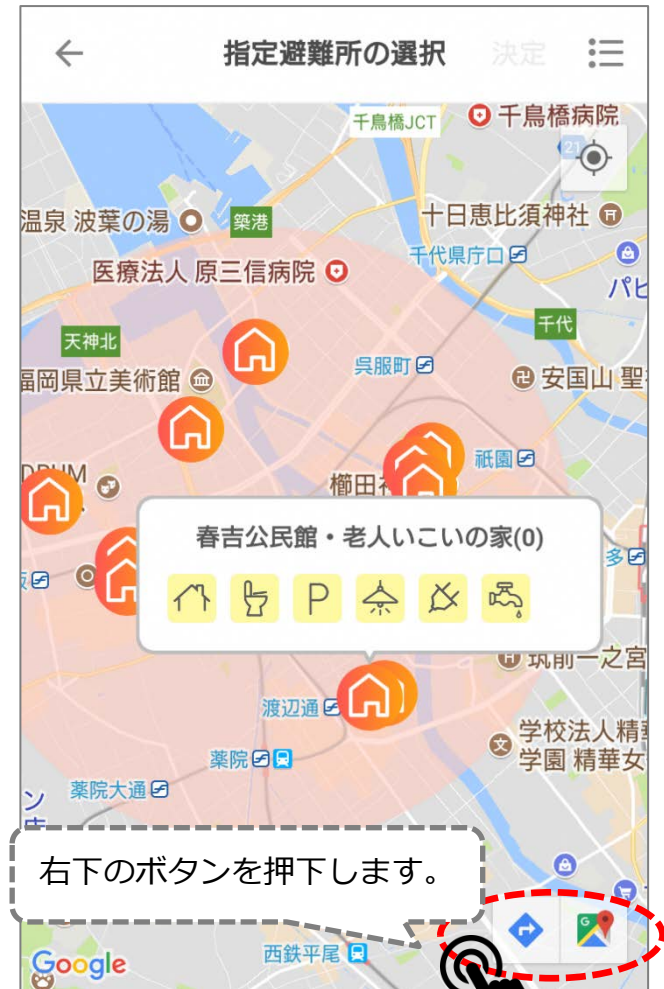 指定避難所の選択
決定
千鳥橋JCT
千鳥橋病院
21
温泉 波葉の湯
築港
十日恵比須神社
千代県庁口
医療法人 原三信病院
パピ
千代
天神北
呉服町
福岡県立美術館
安国山 聖
祇園
櫛田神
春吉公民館・老人いこいの家(0)
P
多
筑前一之宮
渡辺通
学校法人精華
学園 精華女
薬院
薬院大通
右下のボタンを押下します。
西鉄平尾
Google
G